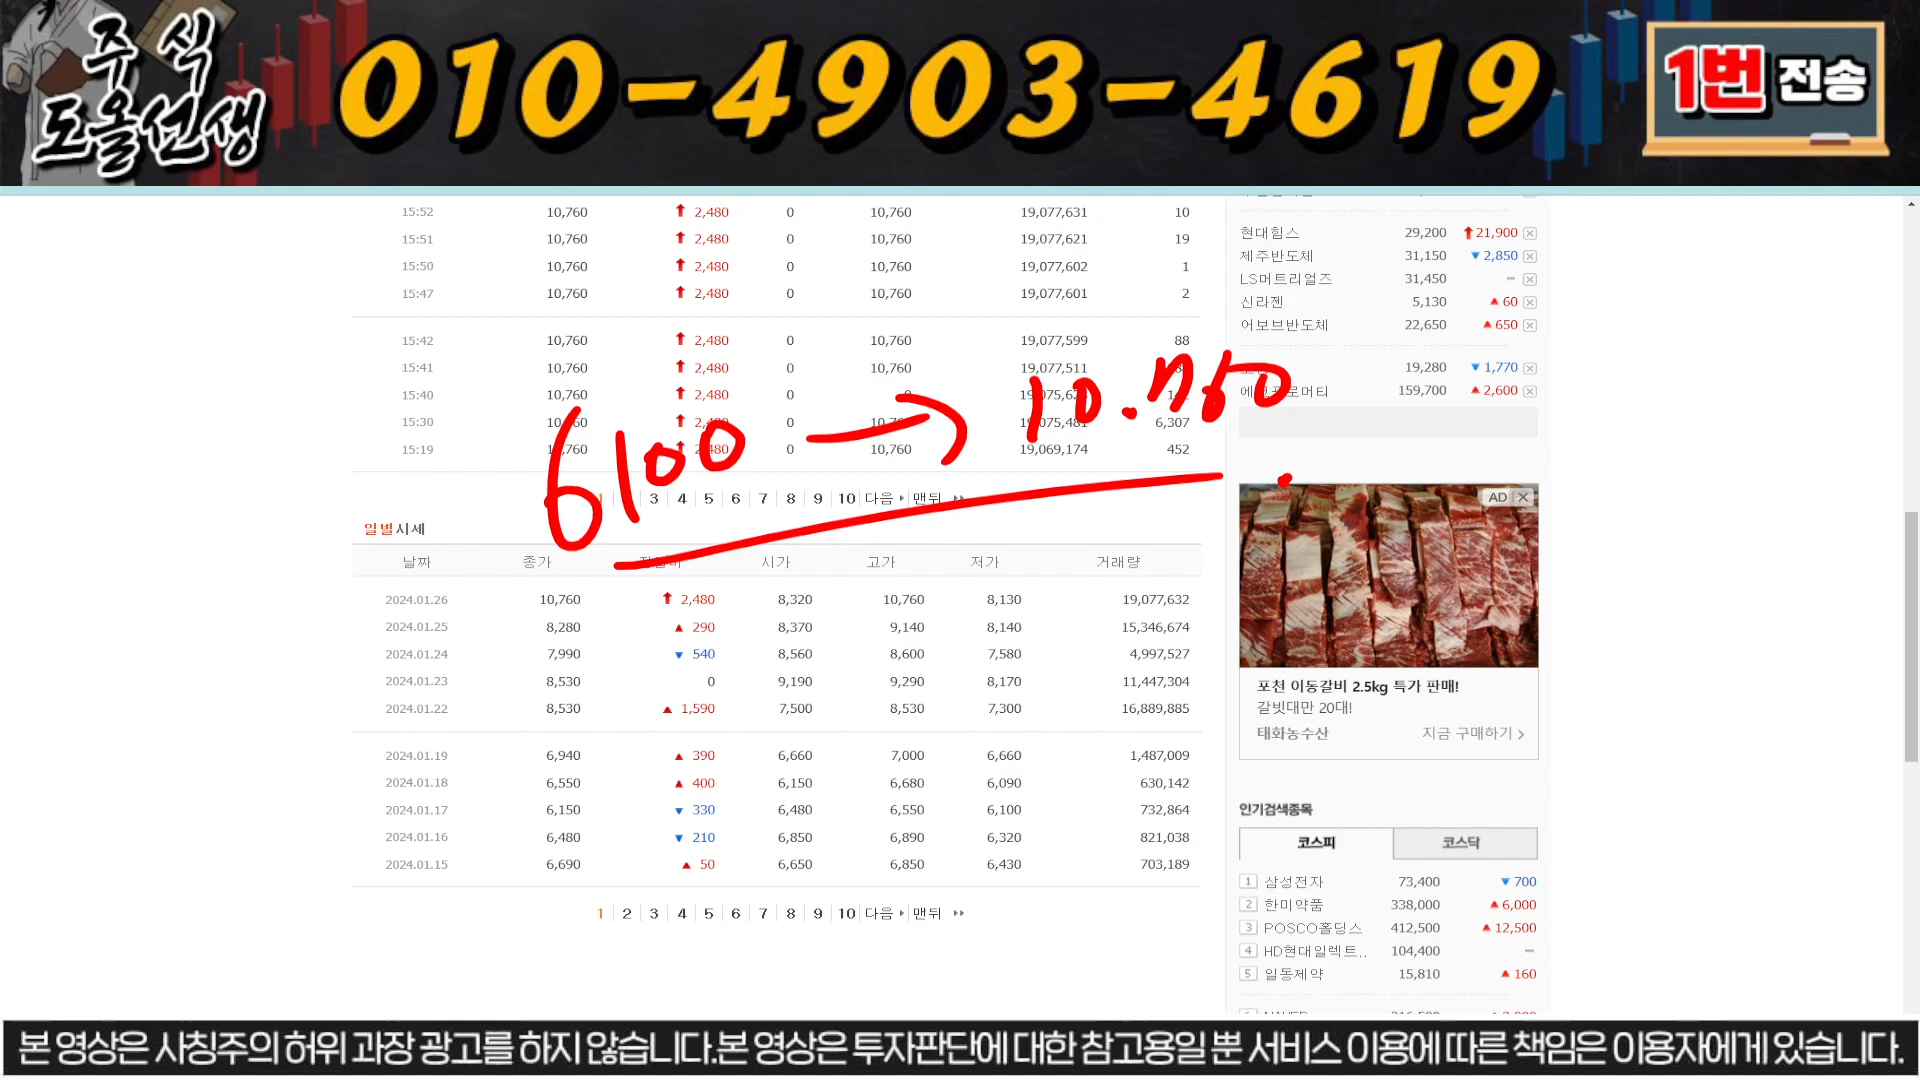 주식
도올선생
010-4903-4619
1번 전송
15:52 10,760 2,480 0 10,760 19,077,631 10
15:51 10,760 2,480 0 10,760 19,077,621 19
15:50 10,760 2,480 0 10,760 19,077,602 1
15:47 10,760 2,480 0 10,760 19,077,601 2
15:42 10,760 2,480 0 10,760 19,077,599 88
15:41 10,760 2,480 0 10,760 19,077,511
15:40 10,760 2,480 0
15:30 2,480 0 6,307
15:19 0 10,760 19,069,174 452
6100 → 10.760
3 4 5 6 7 8 9 10 다음 맨뒤
일별시세
날짜 종가 시가 고가 저가 거래량
2024.01.26 10,760 2,480 8,320 10,760 8,130 19,077,632
2024.01.25 8,280 290 8,370 9,140 8,140 15,346,674
2024.01.24 7,990 540 8,560 8,600 7,580 4,997,527
2024.01.23 8,530 0 9,190 9,290 8,170 11,447,304
2024.01.22 8,530 1,590 7,500 8,530 7,300 16,889,885
2024.01.19 6,940 390 6,660 7,000 6,660 1,487,009
2024.01.18 6,550 400 6,150 6,680 6,090 630,142
2024.01.17 6,150 330 6,480 6,550 6,100 732,864
2024.01.16 6,480 210 6,850 6,890 6,320 821,038
2024.01.15 6,690 50 6,650 6,850 6,430 703,189
1 2 3 4 5 6 7 8 9 10 다음 맨뒤
현대힘스 29,200 21,900
제주반도체 31,150 2,850
LS머트리얼즈 31,450
신라젠 5,130 60
어보브반도체 22,650 650
19,280 1,770
159,700 2,600
AD
포천 이동갈비 2.5kg 특가 판매!
갈빗대만 20대!
태화농수산 지금 구매하기
인기검색종목
코스피 코스닥
1 삼성전자 73,400 700
2 한미약품 338,000 6,000
3 POSCO홀딩스 412,500 12,500
4 HD현대일렉트.. 104,400
5 일동제약 15,810 160
본 영상은 사칭주의 허위 과장 광고를 하지 않습니다.본 영상은 투자판단에 대한 참고용일 뿐 서비스 이용에 따른 책임은 이용자에게 있습니다.